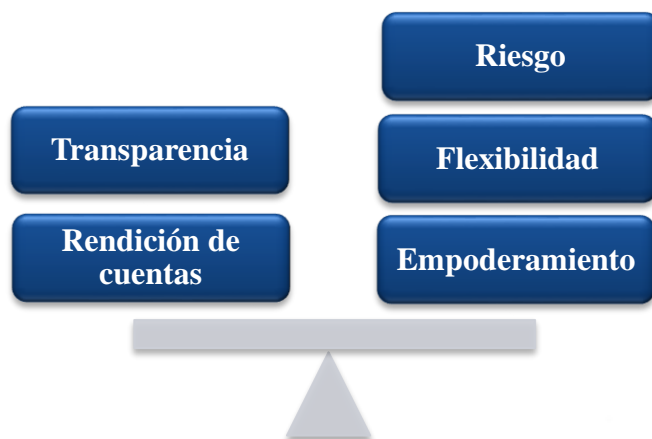 Transparencia
Rendición de
cuentas
Riesgo
Flexibilidad
Empoderamiento